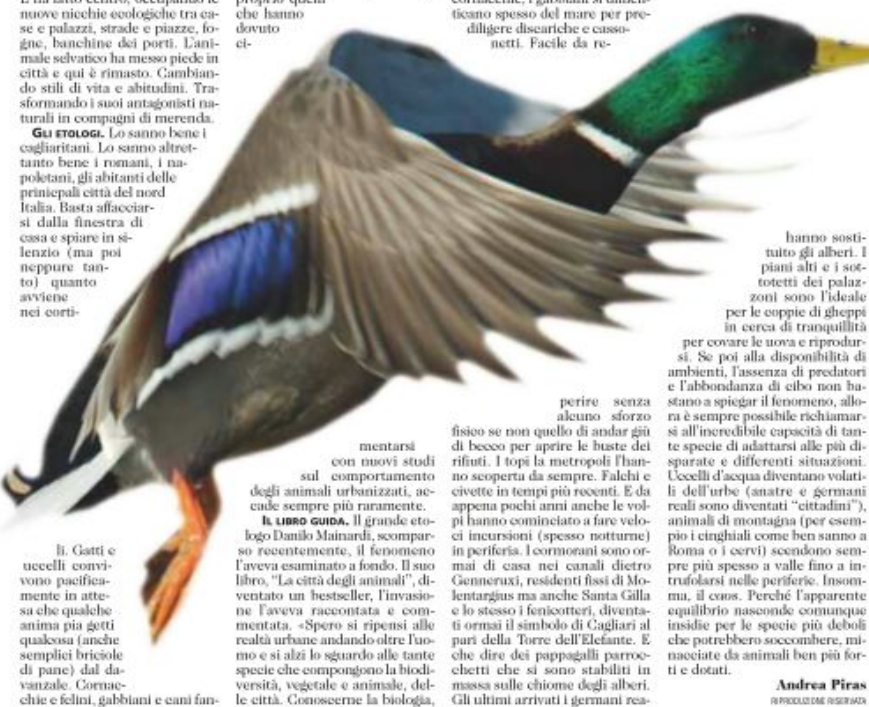 È ha fatto centro, occupando le
nuove nicchie ecologiche tra ca-
se e palazzi, strade e piazze, fo-
gne, banchine dei porti. L'ani-
male selvatico ha messo piede in
città e qui è rimasto. Cambian-
do stili di vita e abitudini. Tra-
sformando i suoi antagonisti na-
turali in compagni di merenda.
GLI ETOLOGI. Lo sanno bene i
cagliaritani. Lo sanno altret-
tanto bene i romani, i na-
poletani, gli abitanti delle
principali città del nord
Italia. Basta affacciar-
si dalla finestra di
casa e spiare in si-
lenzio (ma poi
neppure tan-
to) quanto
avviene
nei corti-
li. Gatti e
uccelli convi-
vono pacifica-
mente in atte-
sa che qualche
anima pia getti
qualcosa (anche
semplici briciole
di pane) dal da-
vanzale. Cornac-
chie e felini, gabbiani e cani fan-
proprio quelli
che hanno
dovuto
ci-
mentarsi
con nuovi studi
sul comportamento
degli animali urbanizzati, ac-
cade sempre più raramente.
IL LIBRO GUIDA. Il grande eto-
logo Danilo Mainardi, scompar-
so recentemente, il fenomeno
l'aveva esaminato a fondo. Il suo
libro, "La città degli animali", di-
ventato un bestseller, l'invasio-
ne l'aveva raccontata e com-
mentata. «Spero si ripensi alle
realtà urbane andando oltre l'uo-
mo e si alzi lo sguardo alle tante
specie che compongono la biodi-
versità, vegetale e animale, del-
le città. Conoscerne la biologia,
cornacchie, i gabbiani si dimen-
ticano spesso del mare per pre-
diligere discariche e casso-
netti. Facile da re-
perire senza
alcuno sforzo
fisico se non quello di andar giù
di becco per aprire le buste dei
rifiuti. I topi la metropoli l'han-
no scoperta da sempre. Falchi e
civette in tempi più recenti. E da
appena pochi anni anche le vol-
pi hanno cominciato a fare velo-
ci incursioni (spesso notturne)
in periferia. I cormorani sono or-
mai di casa nei canali dietro
Genneruxi, residenti fissi di Mo-
lentargius ma anche Santa Gilla
e lo stesso i fenicotteri, diventa-
ti ormai il simbolo di Cagliari al
pari della Torre dell'Elefante. E
che dire dei pappagalli parroc-
chetti che si sono stabiliti in
massa sulle chiome degli alberi.
Gli ultimi arrivati i germani rea-
hanno sosti-
tuito gli alberi. I
piani alti e i sot-
totetti dei palaz-
zoni sono l'ideale
per le coppie di gheppi
in cerca di tranquillità
per covare le uova e riprodur-
si. Se poi alla disponibilità di
ambienti, l'assenza di predatori
e l'abbondanza di cibo non ba-
stano a spiegar il fenomeno, allo-
ra è sempre possibile richiamar-
si all'incredibile capacità di tan-
te specie di adattarsi alle più di-
sparate e differenti situazioni.
Uccelli d'acqua diventano volati-
li dell'urbe (anatre e germani
reali sono diventati "cittadini"),
animali di montagna (per esem-
pio i cinghiali come ben sanno a
Roma o i cervi) scendono sem-
pre più spesso a valle fino a in-
trufolarsi nelle periferie. Insom-
ma, il caos. Perché l'apparente
equilibrio nasconde comunque
insidie per le specie più deboli
che potrebbero soccombere, mi-
nacciate da animali ben più for-
ti e dotati.
Andrea Piras
RIPRODUZIONE RISERVATA